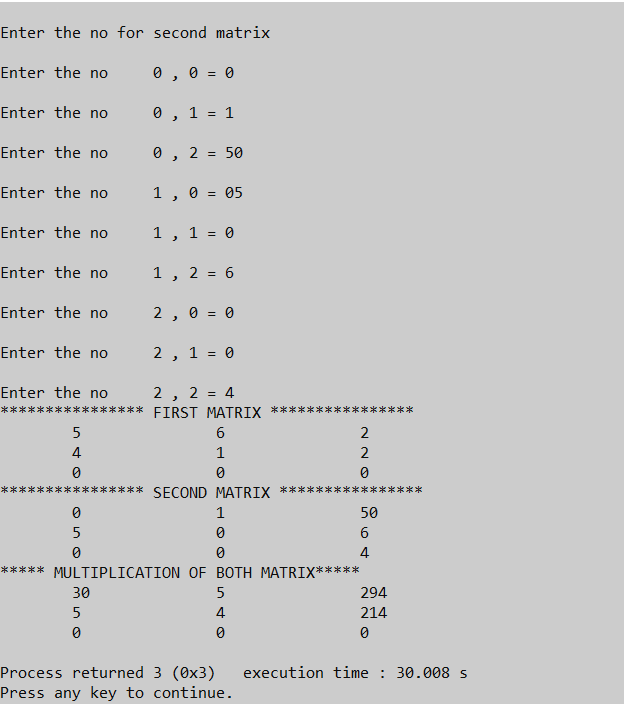 Enter the no for second matrix
Enter the no     0 , 0 = 0
Enter the no     0 , 1 = 1
Enter the no     0 , 2 = 50
Enter the no     1 , 0 = 05
Enter the no     1 , 1 = 0
Enter the no     1 , 2 = 6
Enter the no     2 , 0 = 0
Enter the no     2 , 1 = 0
Enter the no     2 , 2 = 4
**************** FIRST MATRIX ****************
        5               6               2
        4               1               2
        0               0               0
**************** SECOND MATRIX ****************
        0               1               50
        5               0               6
        0               0               4
***** MULTIPLICATION OF BOTH MATRIX*****
        30              5               294
        5               4               214
        0               0               0
Process returned 3 (0x3)   execution time : 30.008 s
Press any key to continue.